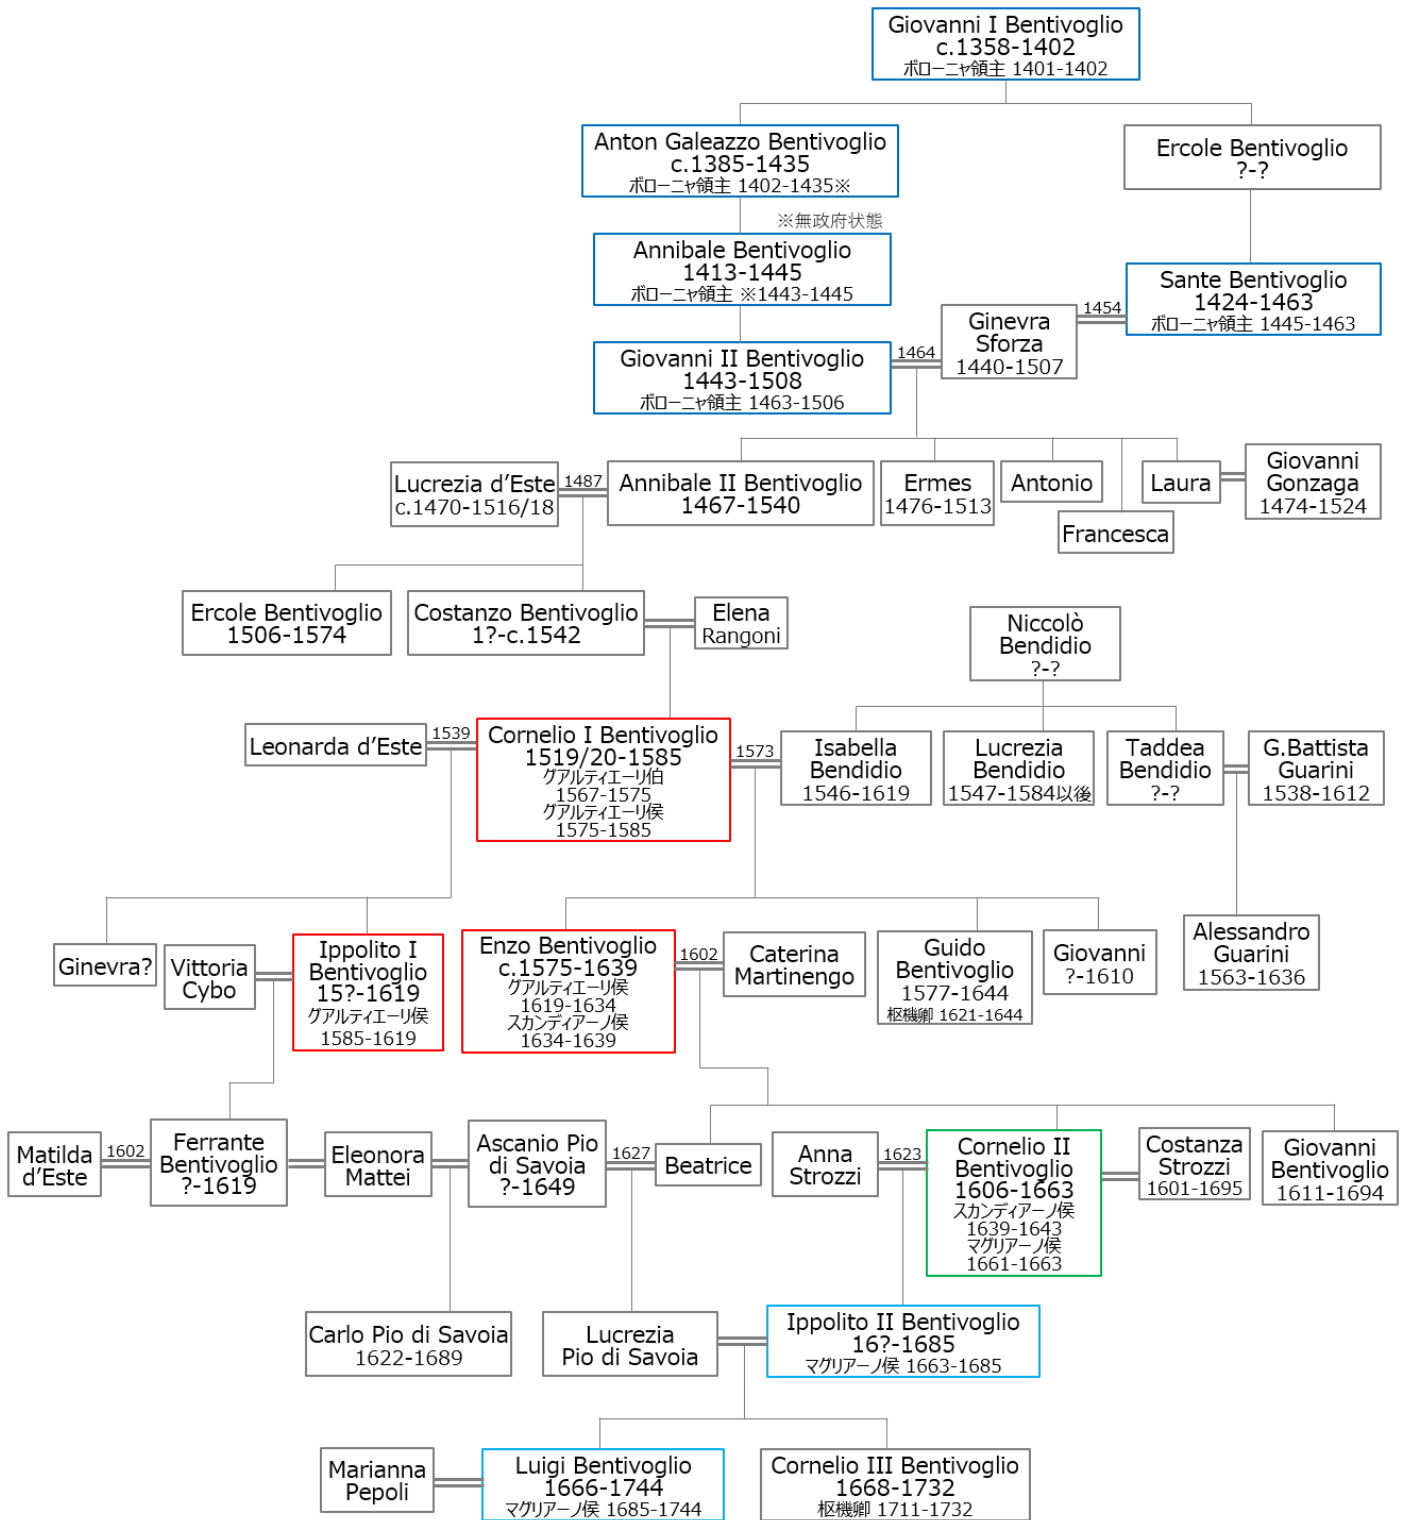 Giovanni I Bentivoglio
c.1358-1402
ボローニャ領主 1401-1402
Anton Galeazzo Bentivoglio
c.1385-1435
ボローニャ領主 1402-1435※
Ercole Bentivoglio
?-?
※無政府状態
Annibale Bentivoglio
1413-1445
ボローニャ領主 ※1443-1445
Sante Bentivoglio
1424-1463
ボローニャ領主 1445-1463
1454
Ginevra
Sforza
1440-1507
1464
Giovanni II Bentivoglio
1443-1508
ボローニャ領主 1463-1506
Lucrezia d’Este
c.1470-1516/18
1487
Annibale II Bentivoglio
1467-1540
Ermes
1476-1513
Antonio
Francesca
Laura
Giovanni
Gonzaga
1474-1524
Ercole Bentivoglio
1506-1574
Costanzo Bentivoglio
1?-c.1542
Elena
Rangoni
Niccolò
Bendidio
?-?
Leonarda d’Este
1539
Cornelio I Bentivoglio
1519/20-1585
グアルティエーリ伯
1567-1575
グアルティエーリ侯
1575-1585
1573
Isabella
Bendidio
1546-1619
Lucrezia
Bendidio
1547-1584以後
Taddea
Bendidio
?-?
G.Battista
Guarini
1538-1612
Ginevra?
Vittoria
Cybo
Ippolito I
Bentivoglio
15?-1619
グアルティエーリ侯
1585-1619
Enzo Bentivoglio
c.1575-1639
グアルティエーリ侯
1619-1634
スカンディアーノ侯
1634-1639
1602
Caterina
Martinengo
Guido
Bentivoglio
1577-1644
枢機卿 1621-1644
Giovanni
?-1610
Alessandro
Guarini
1563-1636
Matilda
d’Este
1602
Ferrante
Bentivoglio
?-1619
Eleonora
Mattei
Ascanio Pio
di Savoia
?-1649
1627
Beatrice
Anna
Strozzi
1623
Cornelio II
Bentivoglio
1606-1663
スカンディアーノ侯
1639-1643
マグリアーノ侯
1661-1663
Costanza
Strozzi
1601-1695
Giovanni
Bentivoglio
1611-1694
Carlo Pio di Savoia
1622-1689
Lucrezia
Pio di Savoia
Ippolito II Bentivoglio
16?-1685
マグリアーノ侯 1663-1685
Marianna
Pepoli
Luigi Bentivoglio
1666-1744
マグリアーノ侯 1685-1744
Cornelio III Bentivoglio
1668-1732
枢機卿 1711-1732